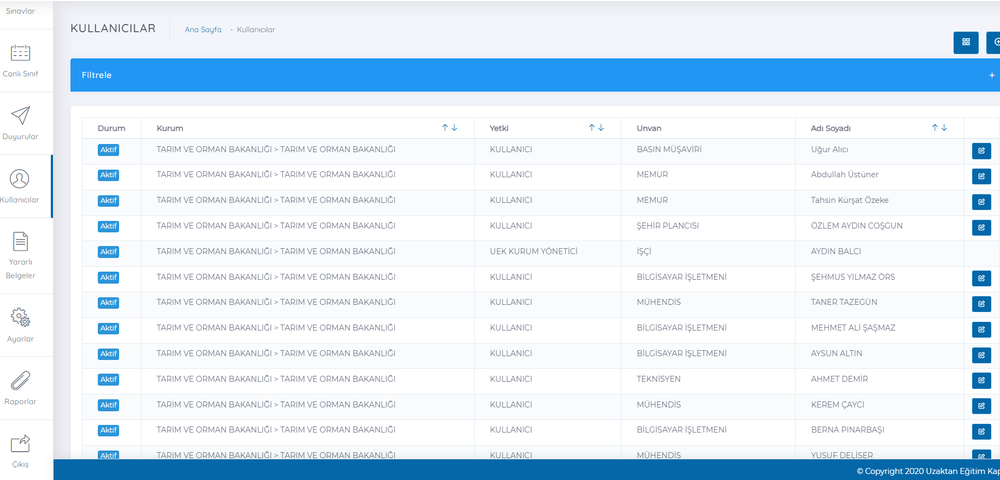 Sınavlar
Canlı Sınıf
Duyurular
Kullanıcılar
Yararlı
Belgeler
Ayarlar
Raporlar
Çıkış
KULLANICILAR
Ana Sayfa - Kullanıcılar
Filtrele +
Durum Kurum Yetki Unvan Adı Soyadı
Aktif TARIM VE ORMAN BAKANLIĞI > TARIM VE ORMAN BAKANLIĞI KULLANICI BASIN MÜŞAVİRİ Uğur Alıcı
Aktif TARIM VE ORMAN BAKANLIĞI > TARIM VE ORMAN BAKANLIĞI KULLANICI MEMUR Abdullah Üstüner
Aktif TARIM VE ORMAN BAKANLIĞI > TARIM VE ORMAN BAKANLIĞI KULLANICI MEMUR Tahsin Kürşat Özeke
Aktif TARIM VE ORMAN BAKANLIĞI > TARIM VE ORMAN BAKANLIĞI KULLANICI ŞEHİR PLANCISI ÖZLEM AYDIN COŞGUN
Aktif TARIM VE ORMAN BAKANLIĞI > TARIM VE ORMAN BAKANLIĞI UEK KURUM YÖNETİCİ İŞÇİ AYDIN BALCI
Aktif TARIM VE ORMAN BAKANLIĞI > TARIM VE ORMAN BAKANLIĞI KULLANICI BİLGİSAYAR İŞLETMENİ ŞEHMUS YILMAZ ÖRS
Aktif TARIM VE ORMAN BAKANLIĞI > TARIM VE ORMAN BAKANLIĞI KULLANICI MÜHENDİS TANER TAZEGÜN
Aktif TARIM VE ORMAN BAKANLIĞI > TARIM VE ORMAN BAKANLIĞI KULLANICI BİLGİSAYAR İŞLETMENİ MEHMET ALİ ŞAŞMAZ
Aktif TARIM VE ORMAN BAKANLIĞI > TARIM VE ORMAN BAKANLIĞI KULLANICI BİLGİSAYAR İŞLETMENİ AYSUN ALTIN
Aktif TARIM VE ORMAN BAKANLIĞI > TARIM VE ORMAN BAKANLIĞI KULLANICI TEKNİSYEN AHMET DEMİR
Aktif TARIM VE ORMAN BAKANLIĞI > TARIM VE ORMAN BAKANLIĞI KULLANICI MÜHENDİS KEREM ÇAYCI
Aktif TARIM VE ORMAN BAKANLIĞI > TARIM VE ORMAN BAKANLIĞI KULLANICI BİLGİSAYAR İŞLETMENİ BERNA PINARBAŞI
Aktif TARIM VE ORMAN BAKANLIĞI > TARIM VE ORMAN BAKANLIĞI KULLANICI MÜHENDİS YUSUF DELİSER
© Copyright 2020 Uzaktan Eğitim Kap